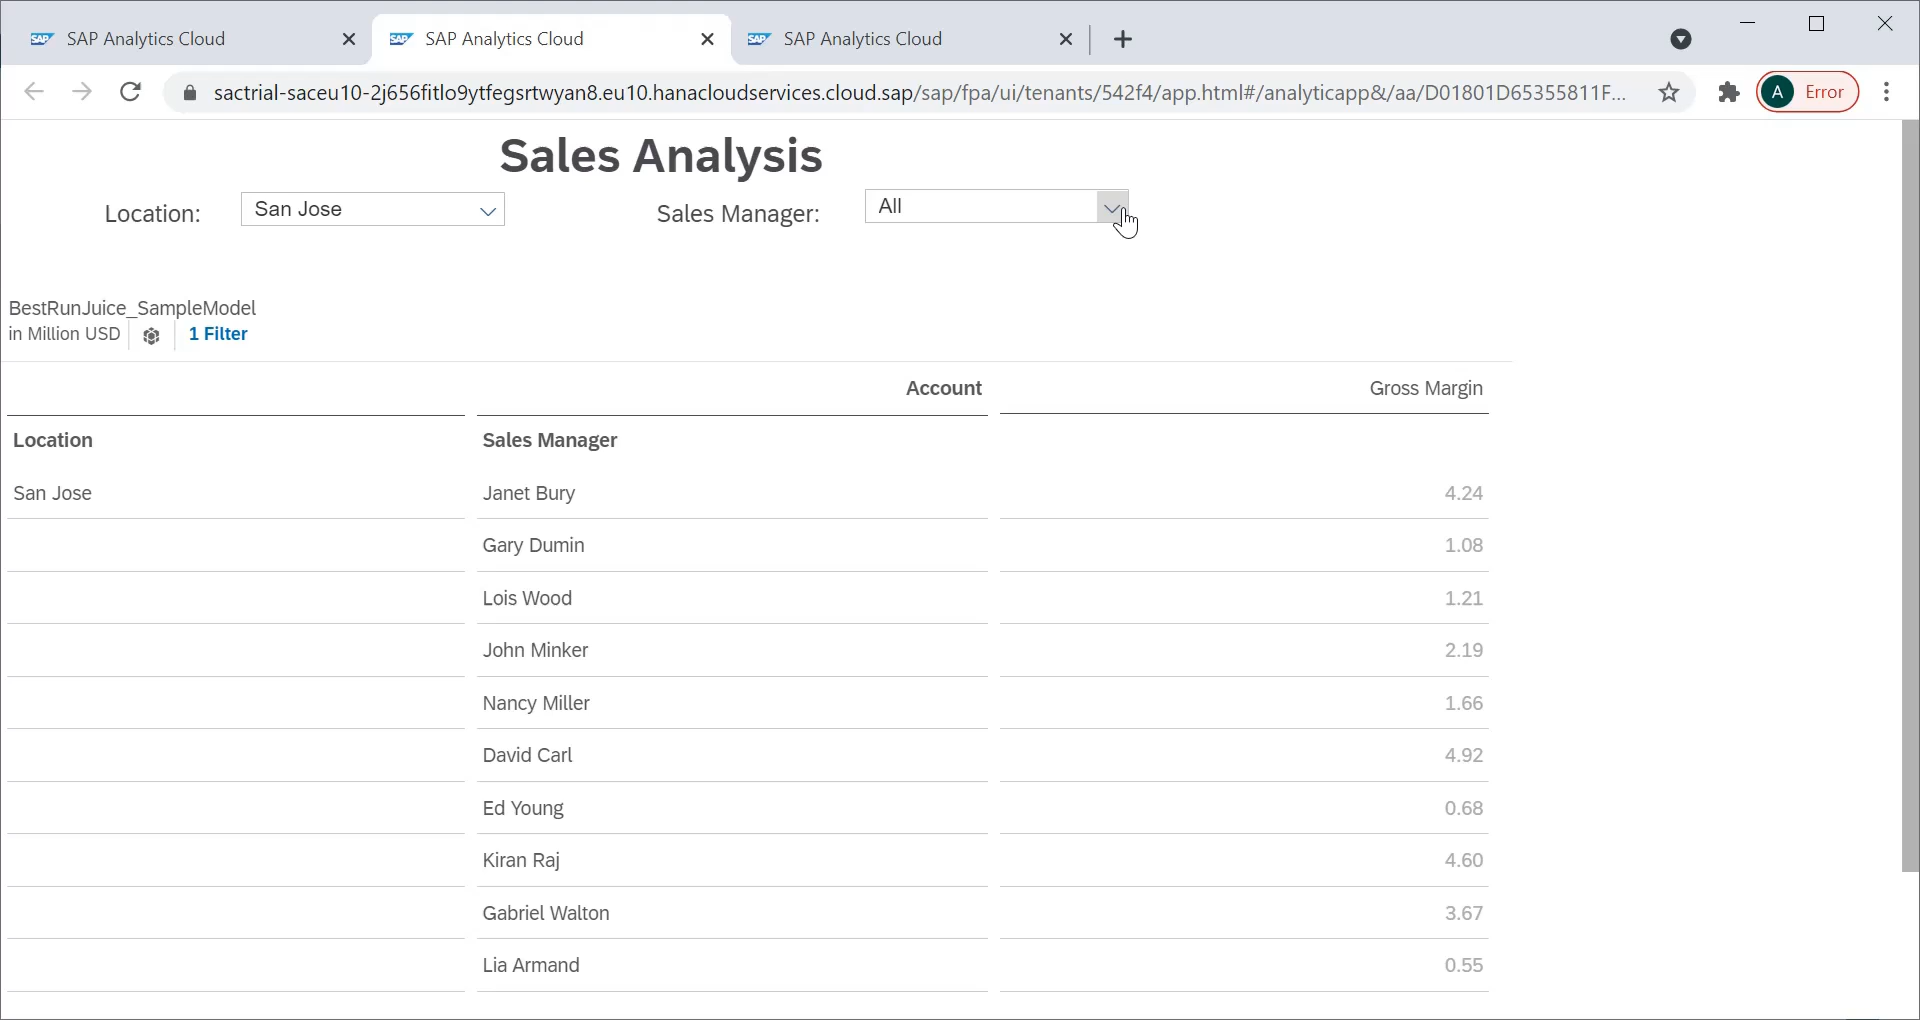 SAP SAP Analytics Cloud SAP SAP Analytics Cloud SAP SAP Analytics Cloud
sactrial-saceu10-2j656fitlo9ytfegsrtwyan8.eu10.hanacloudservices.cloud.sap/sap/fpa/ui/tenants/542f4/app.html#/analyticapp&/aa/D01801D65355811F... A Error
Sales Analysis
Location: San Jose Sales Manager: All
BestRunJuice_SampleModel
in Million USD 1 Filter
Account Gross Margin
Location Sales Manager
San Jose Janet Bury 4.24
Gary Dumin 1.08
Lois Wood 1.21
John Minker 2.19
Nancy Miller 1.66
David Carl 4.92
Ed Young 0.68
Kiran Raj 4.60
Gabriel Walton 3.67
Lia Armand 0.55